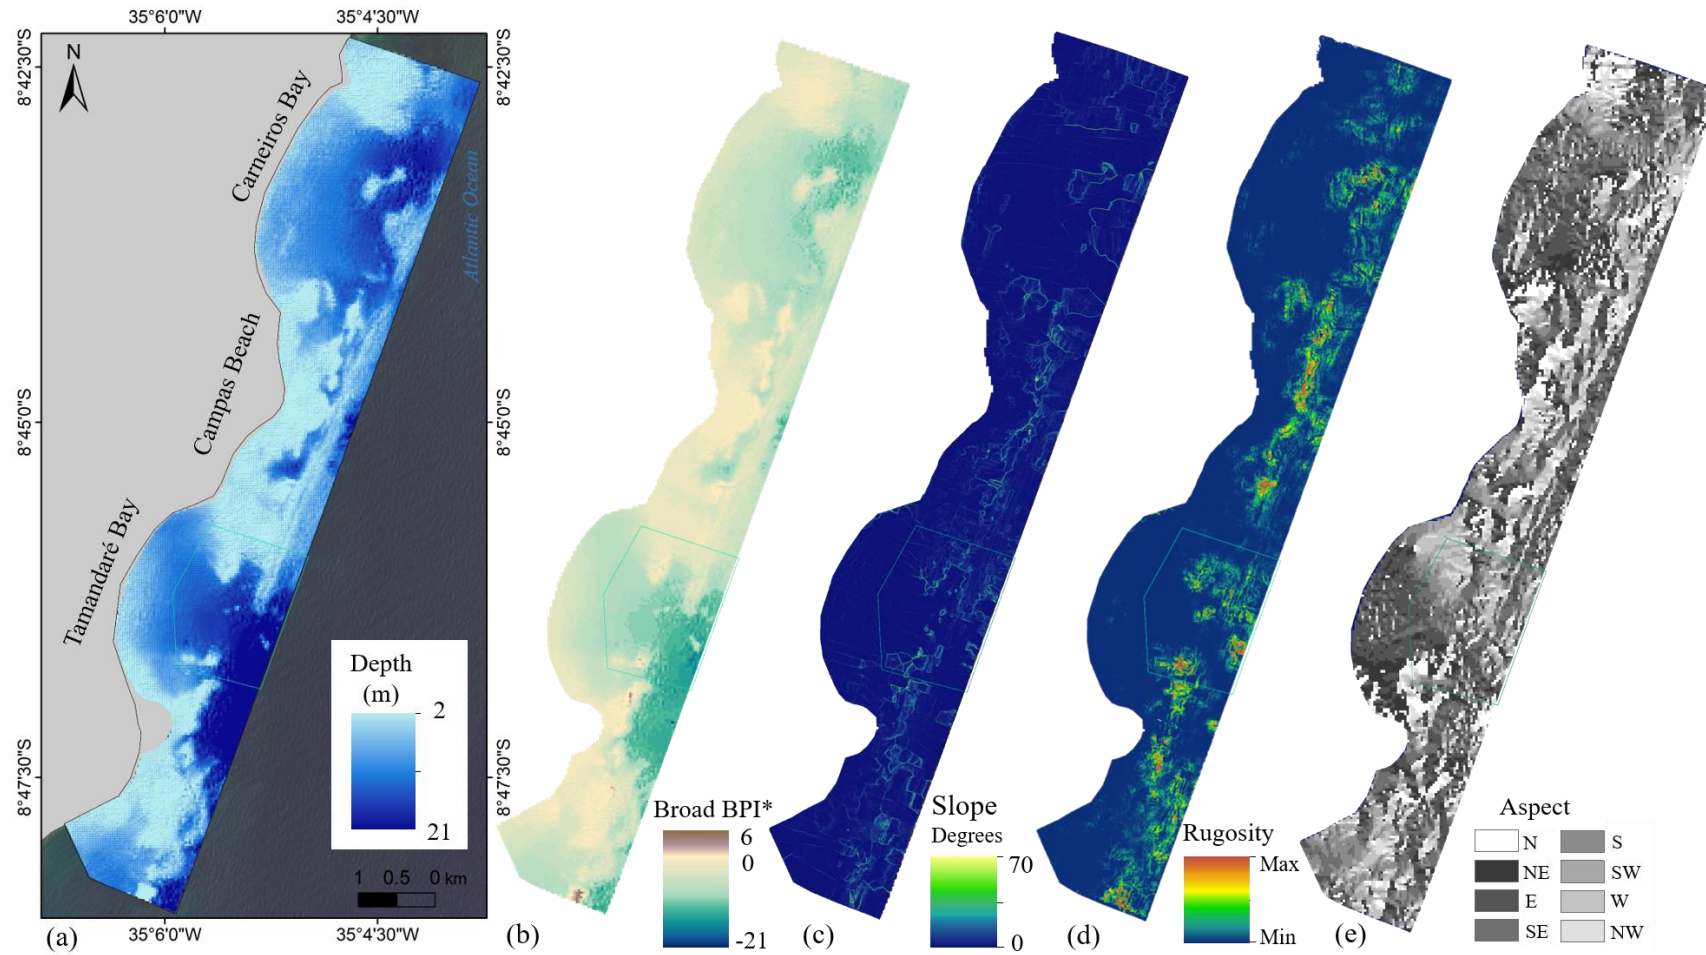 35°6'0"W
35°4'30"W
8°42'30"S
8°42'30"S
N
Carneiros Bay
Atlantic Ocean
Campas Beach
8°45'0"S
8°45'0"S
Tamandaré Bay
8°47'30"S
8°47'30"S
Depth
(m)
2
21
1 0.5 0 km
35°6'0"W
35°4'30"W
(a)
Broad BPI*
6
0
-21
(b)
Slope
Degrees
70
0
(c)
Rugosity
Max
Min
(d)
Aspect
N
S
NE
SW
E
W
SE
NW
(e)